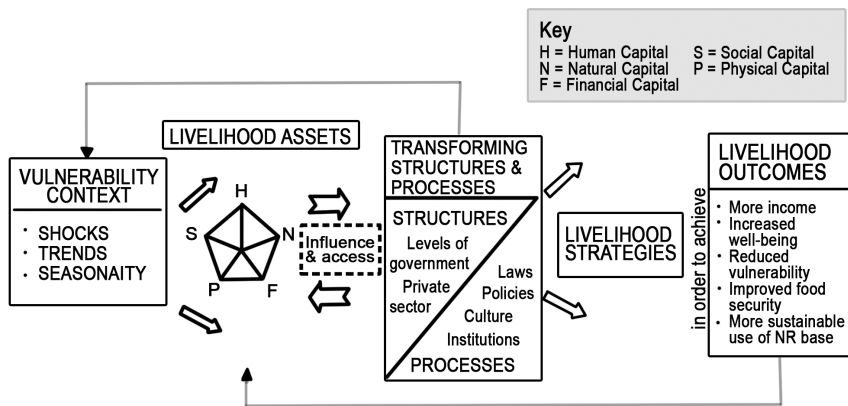 Key
H = Human Capital
S = Social Capital
N = Natural Capital
P = Physical Capital
F = Financial Capital
LIVELIHOOD ASSETS
VULNERABILITY
CONTEXT
· SHOCKS
· TRENDS
· SEASONAITY
H
S
N
P
F
Influence
& access
TRANSFORMING
STRUCTURES &
PROCESSES
STRUCTURES
Levels of
government
Private
sector
Laws
Policies
Culture
Institutions
PROCESSES
LIVELIHOOD
STRATEGIES
in order to achieve
LIVELIHOOD
OUTCOMES
· More income
· Increased
well-being
· Reduced
vulnerability
· Improved food
security
· More sustainable
use of NR base